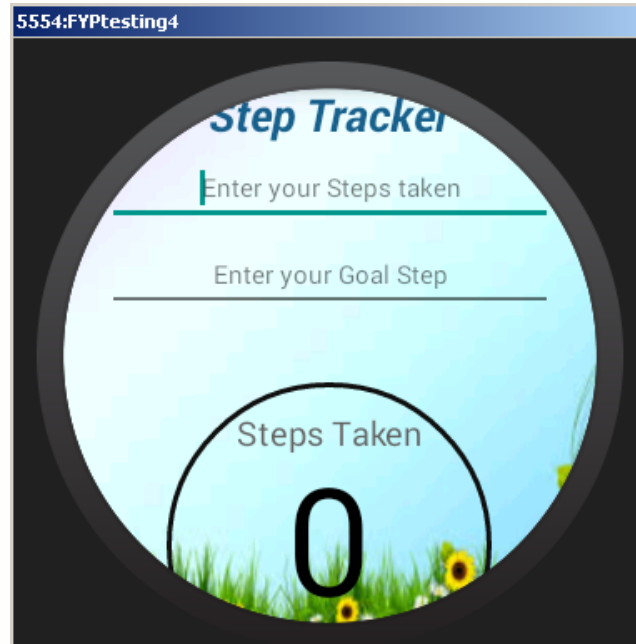 5554:FYPtesting4
Step Tracker
Enter your Steps taken
Enter your Goal Step
Steps Taken
0